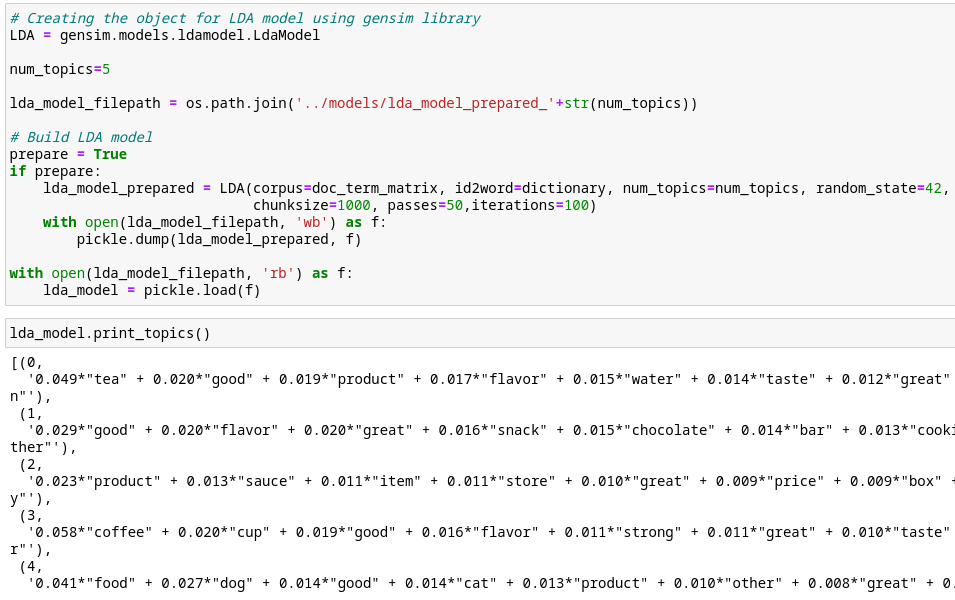 # Creating the object for LDA model using gensim library
LDA = gensim.models.ldamodel.LdaModel
num_topics=5
lda_model_filepath = os.path.join('../models/lda_model_prepared_'+str(num_topics))
# Build LDA model
prepare = True
if prepare:
    lda_model_prepared = LDA(corpus=doc_term_matrix, id2word=dictionary, num_topics=num_topics, random_state=42,
                             chunksize=1000, passes=50,iterations=100)
    with open(lda_model_filepath, 'wb') as f:
        pickle.dump(lda_model_prepared, f)
with open(lda_model_filepath, 'rb') as f:
    lda_model = pickle.load(f)
lda_model.print_topics()
[(0,
  '0.049*"tea" + 0.020*"good" + 0.019*"product" + 0.017*"flavor" + 0.015*"water" + 0.014*"taste" + 0.012*"great"
n"'),
 (1,
  '0.029*"good" + 0.020*"flavor" + 0.020*"great" + 0.016*"snack" + 0.015*"chocolate" + 0.014*"bar" + 0.013*"cooki
ther"'),
 (2,
  '0.023*"product" + 0.013*"sauce" + 0.011*"item" + 0.011*"store" + 0.010*"great" + 0.009*"price" + 0.009*"box" +
y"'),
 (3,
  '0.058*"coffee" + 0.020*"cup" + 0.019*"good" + 0.016*"flavor" + 0.011*"strong" + 0.011*"great" + 0.010*"taste"
r"'),
 (4,
  '0.041*"food" + 0.027*"dog" + 0.014*"good" + 0.014*"cat" + 0.013*"product" + 0.010*"other" + 0.008*"great" + 0.